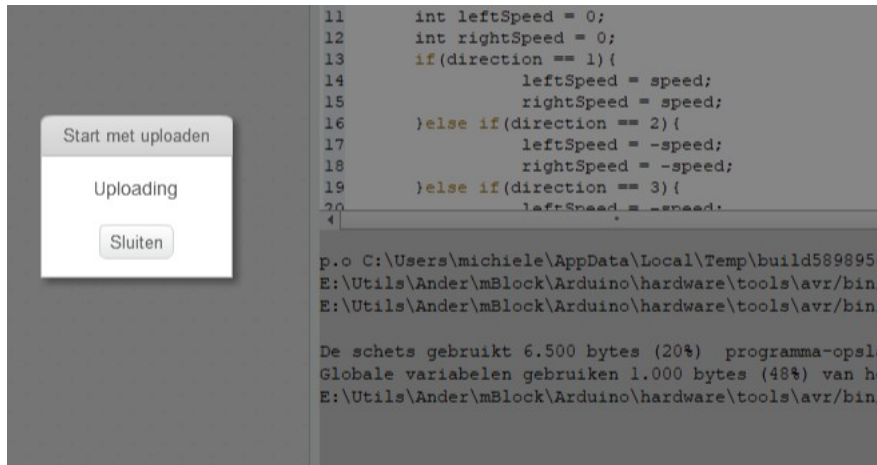 Start met uploaden
Uploading
Sluiten
11 int leftSpeed = 0;
12 int rightSpeed = 0;
13 if(direction == 1){
14 leftSpeed = speed;
15 rightSpeed = speed;
16 }else if(direction == 2){
17 leftSpeed = -speed;
18 rightSpeed = -speed;
19 }else if(direction == 3){
20 leftSpeed = -speed;
p.o C:\Users\michiele\AppData\Local\Temp\build589895
E:\Utils\Ander\mBlock\Arduino\hardware\tools\avr/bin
E:\Utils\Ander\mBlock\Arduino\hardware\tools\avr/bin
De schets gebruikt 6.500 bytes (20%) programma-opsl
Globale variabelen gebruiken 1.000 bytes (48%) van h
E:\Utils\Ander\mBlock\Arduino\hardware\tools\avr/bin